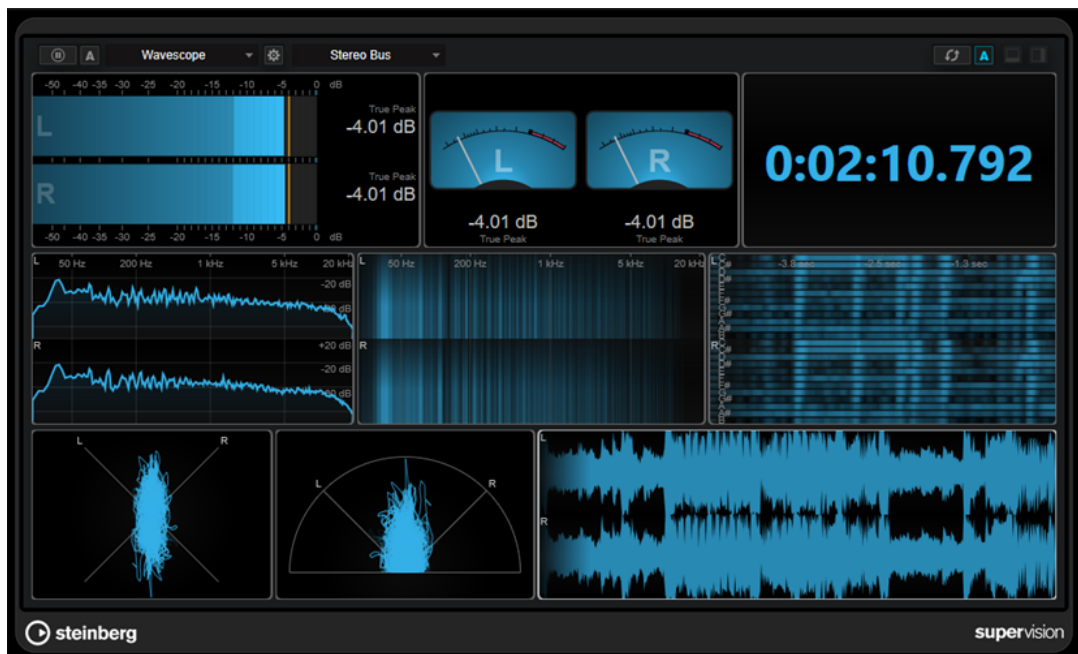 A Wavescope Stereo Bus A
-50 -40 -35 -30 -25 -20 -15 -10 -5 0 dB
L
True Peak
-4.01 dB
R
True Peak
-4.01 dB
-50 -40 -35 -30 -25 -20 -15 -10 -5 0 dB
L R
-4.01 dB -4.01 dB
True Peak True Peak
0:02:10.792
L 50 Hz 200 Hz 1 kHz 5 kHz 20 kHz
-20 dB
R +20 dB
-20 dB
L 50 Hz 200 Hz 1 kHz 5 kHz 20 kHz
R
L -3.8 sec -2.5 sec -1.3 sec
R
L R
L R
L
R
steinberg supervision